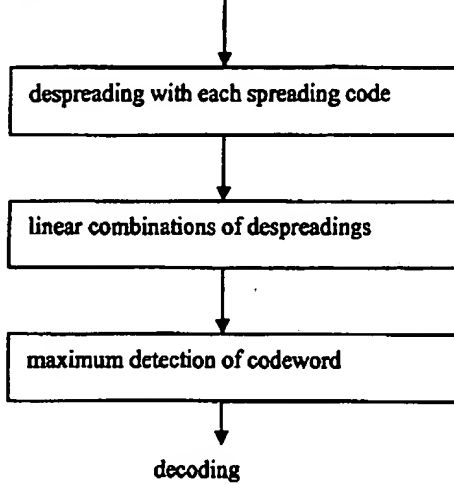 despreading with each spreading code
linear combinations of despreadings
maximum detection of codeword
decoding